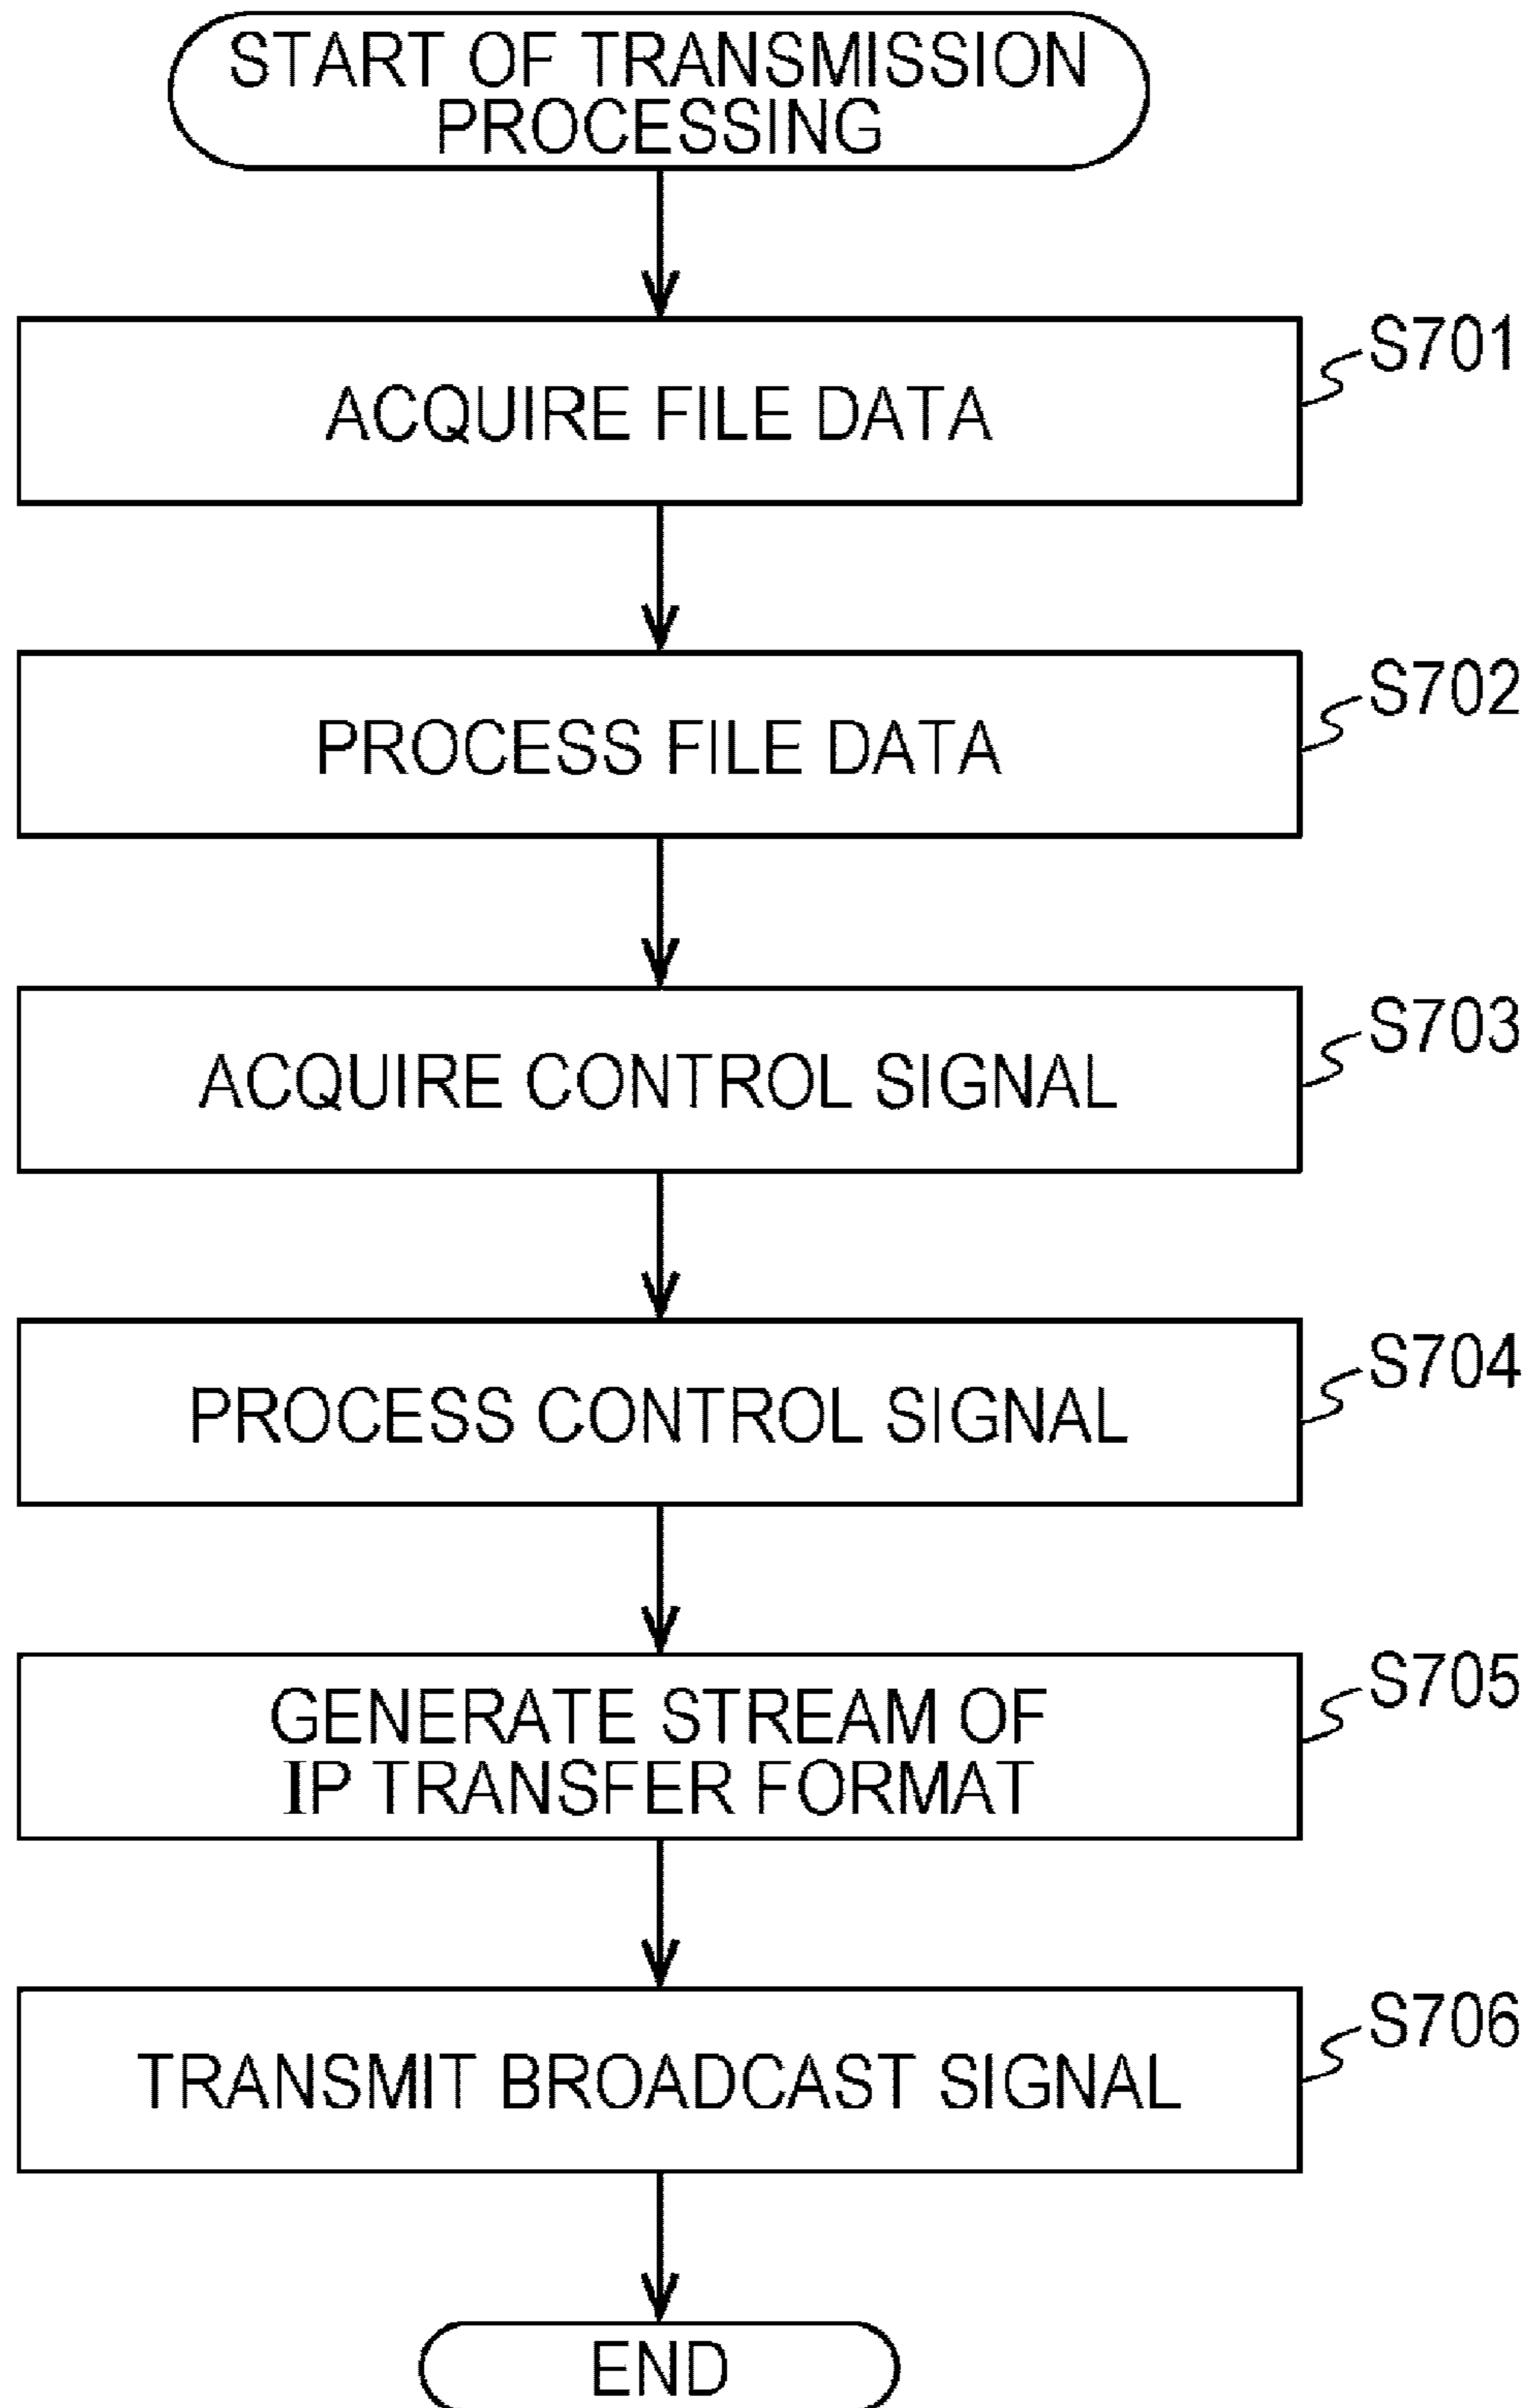 START OF TRANSMISSION
PROCESSING
S701
ACQUIRE FILE DATA
S702
PROCESS FILE DATA
S703
ACQUIRE CONTROL SIGNAL
S704
PROCESS CONTROL SIGNAL
S705
GENERATE STREAM OF
IP TRANSFER FORMAT
S706
TRANSMIT BROADCAST SIGNAL
END